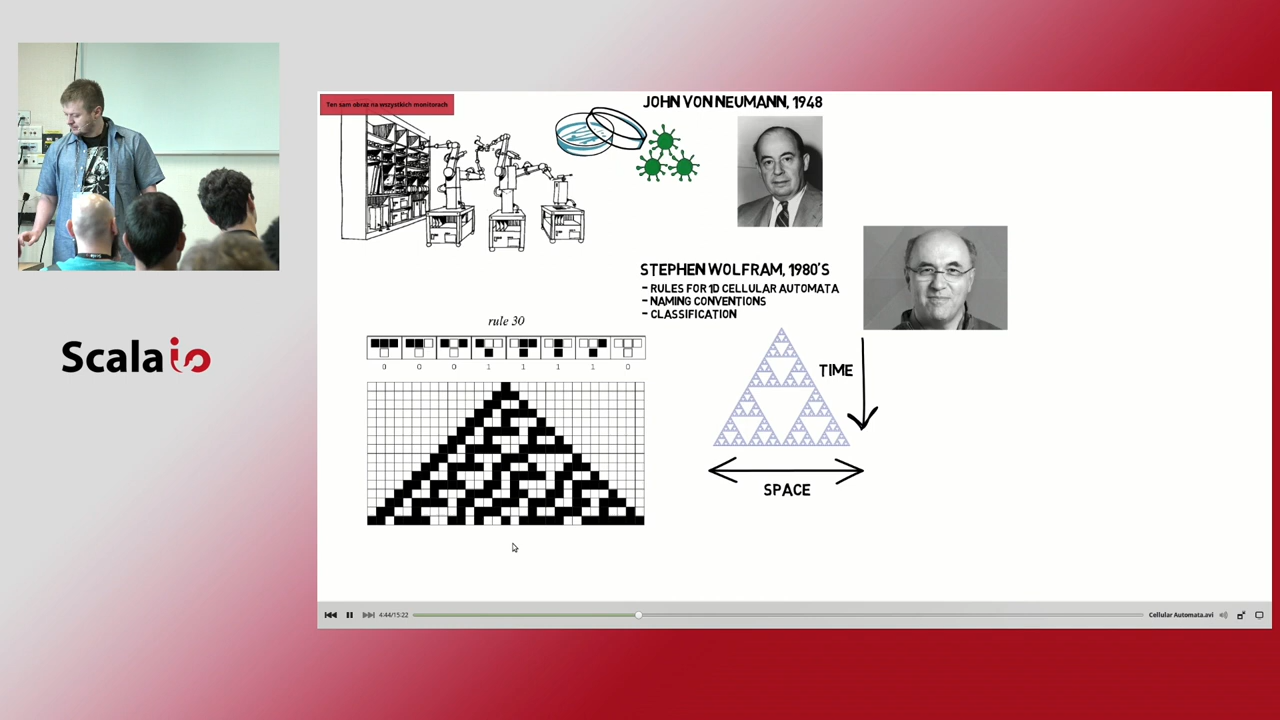 Ten sam obraz na wszystkich monitorach
JOHN VON NEUMANN, 1948
STEPHEN WOLFRAM, 1980'S
- RULES FOR 1D CELLULAR AUTOMATA
- NAMING CONVENTIONS
- CLASSIFICATION
rule 30
0 0 0 1 1 1 1 0
TIME
SPACE
Scala io
4:44/15:22
Cellular Automata.avi